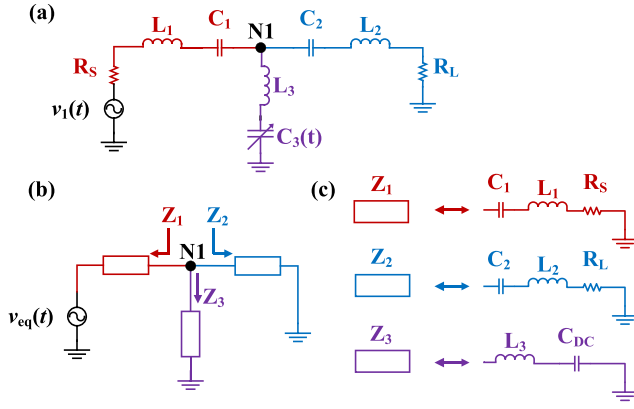 (a)
L1 C1 N1 C2 L2
RS RL
L3
v1(t)
C3(t)
(b) (c)
Z1 Z2 N1
Z3
veq(t)
Z1 C1 L1 RS
Z2 C2 L2 RL
Z3 L3 CDC